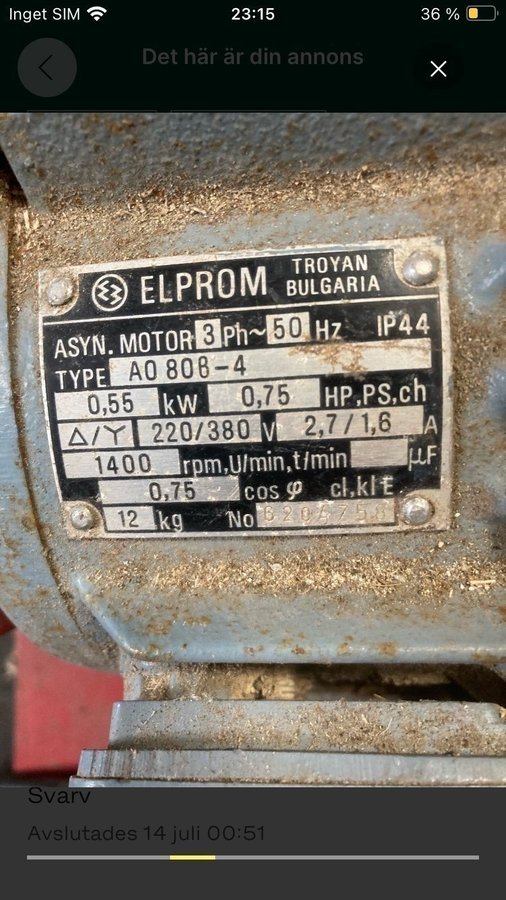 Inget SIM 23:15 36 %
Det här är din annons
ELPROM TROYAN BULGARIA
ASYN. MOTOR 3 Ph~ 50 Hz IP44
TYPE AO 80B-4
0,55 kW 0,75 HP,PS,ch
△/Y 220/380 V 2,7/1,6 A
1400 rpm,U/min,t/min µF
0,75 cos φ cl,kl E
12 kg No
Svarv
Avslutades 14 juli 00:51